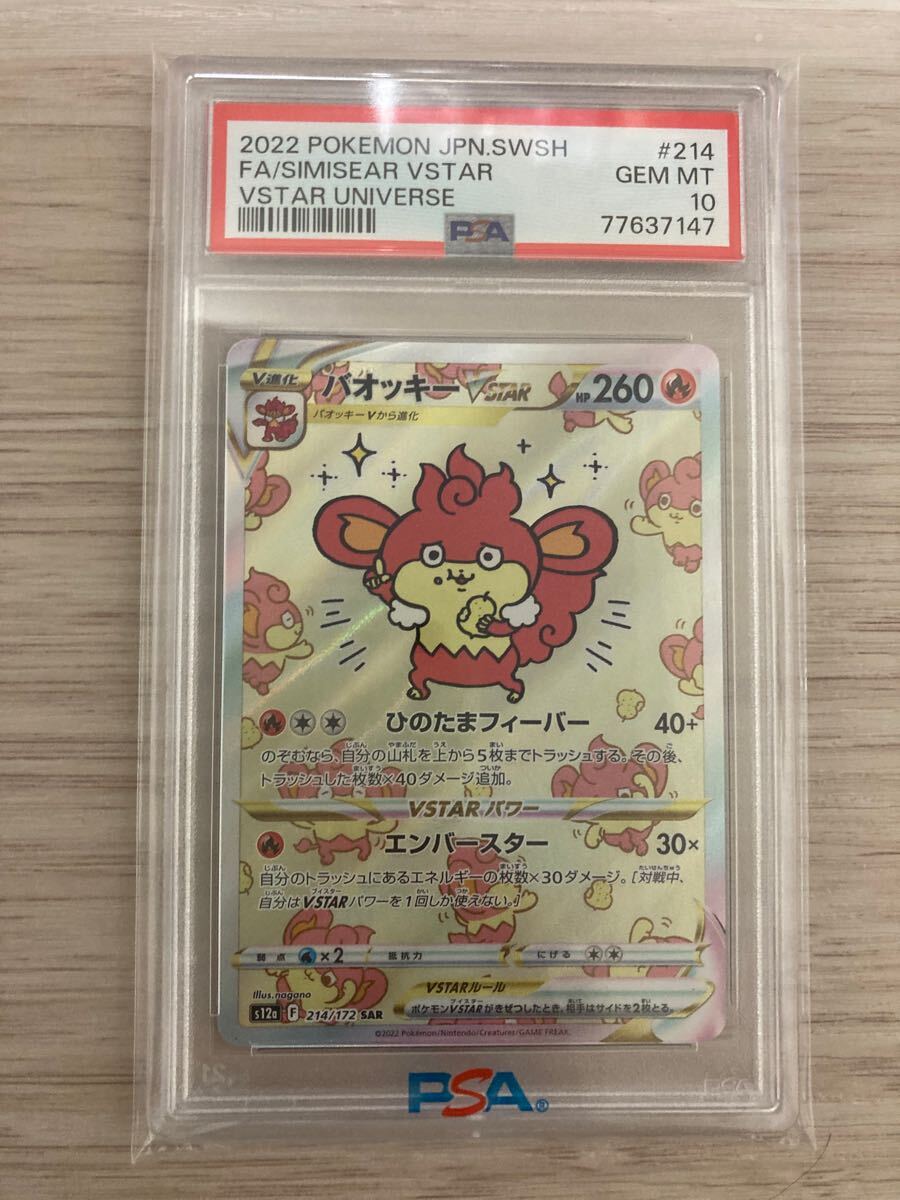 2022 POKEMON JPN.SWSH #214
FA/SIMISEAR VSTAR GEM MT
VSTAR UNIVERSE 10
PSA 77637147
V進化 バオッキー VSTAR HP 260
バオッキーVから進化
ひのたまフィーバー 40+
のぞむなら、自分の山札を上から5枚までトラッシュする。その後、
トラッシュした枚数×40ダメージ追加。
VSTARパワー
エンバースター 30×
自分のトラッシュにあるエネルギーの枚数×30ダメージ。[対戦中、
自分はVSTARパワーを1回しか使えない。]
弱点 ×2 抵抗力 にげる
VSTARルール
Illus.nagano
ポケモンVSTARがきぜつしたとき、相手はサイドを2枚とる。
s12a F 214/172 SAR
©2022 Pokémon/Nintendo/Creatures/GAME FREAK.
PSA